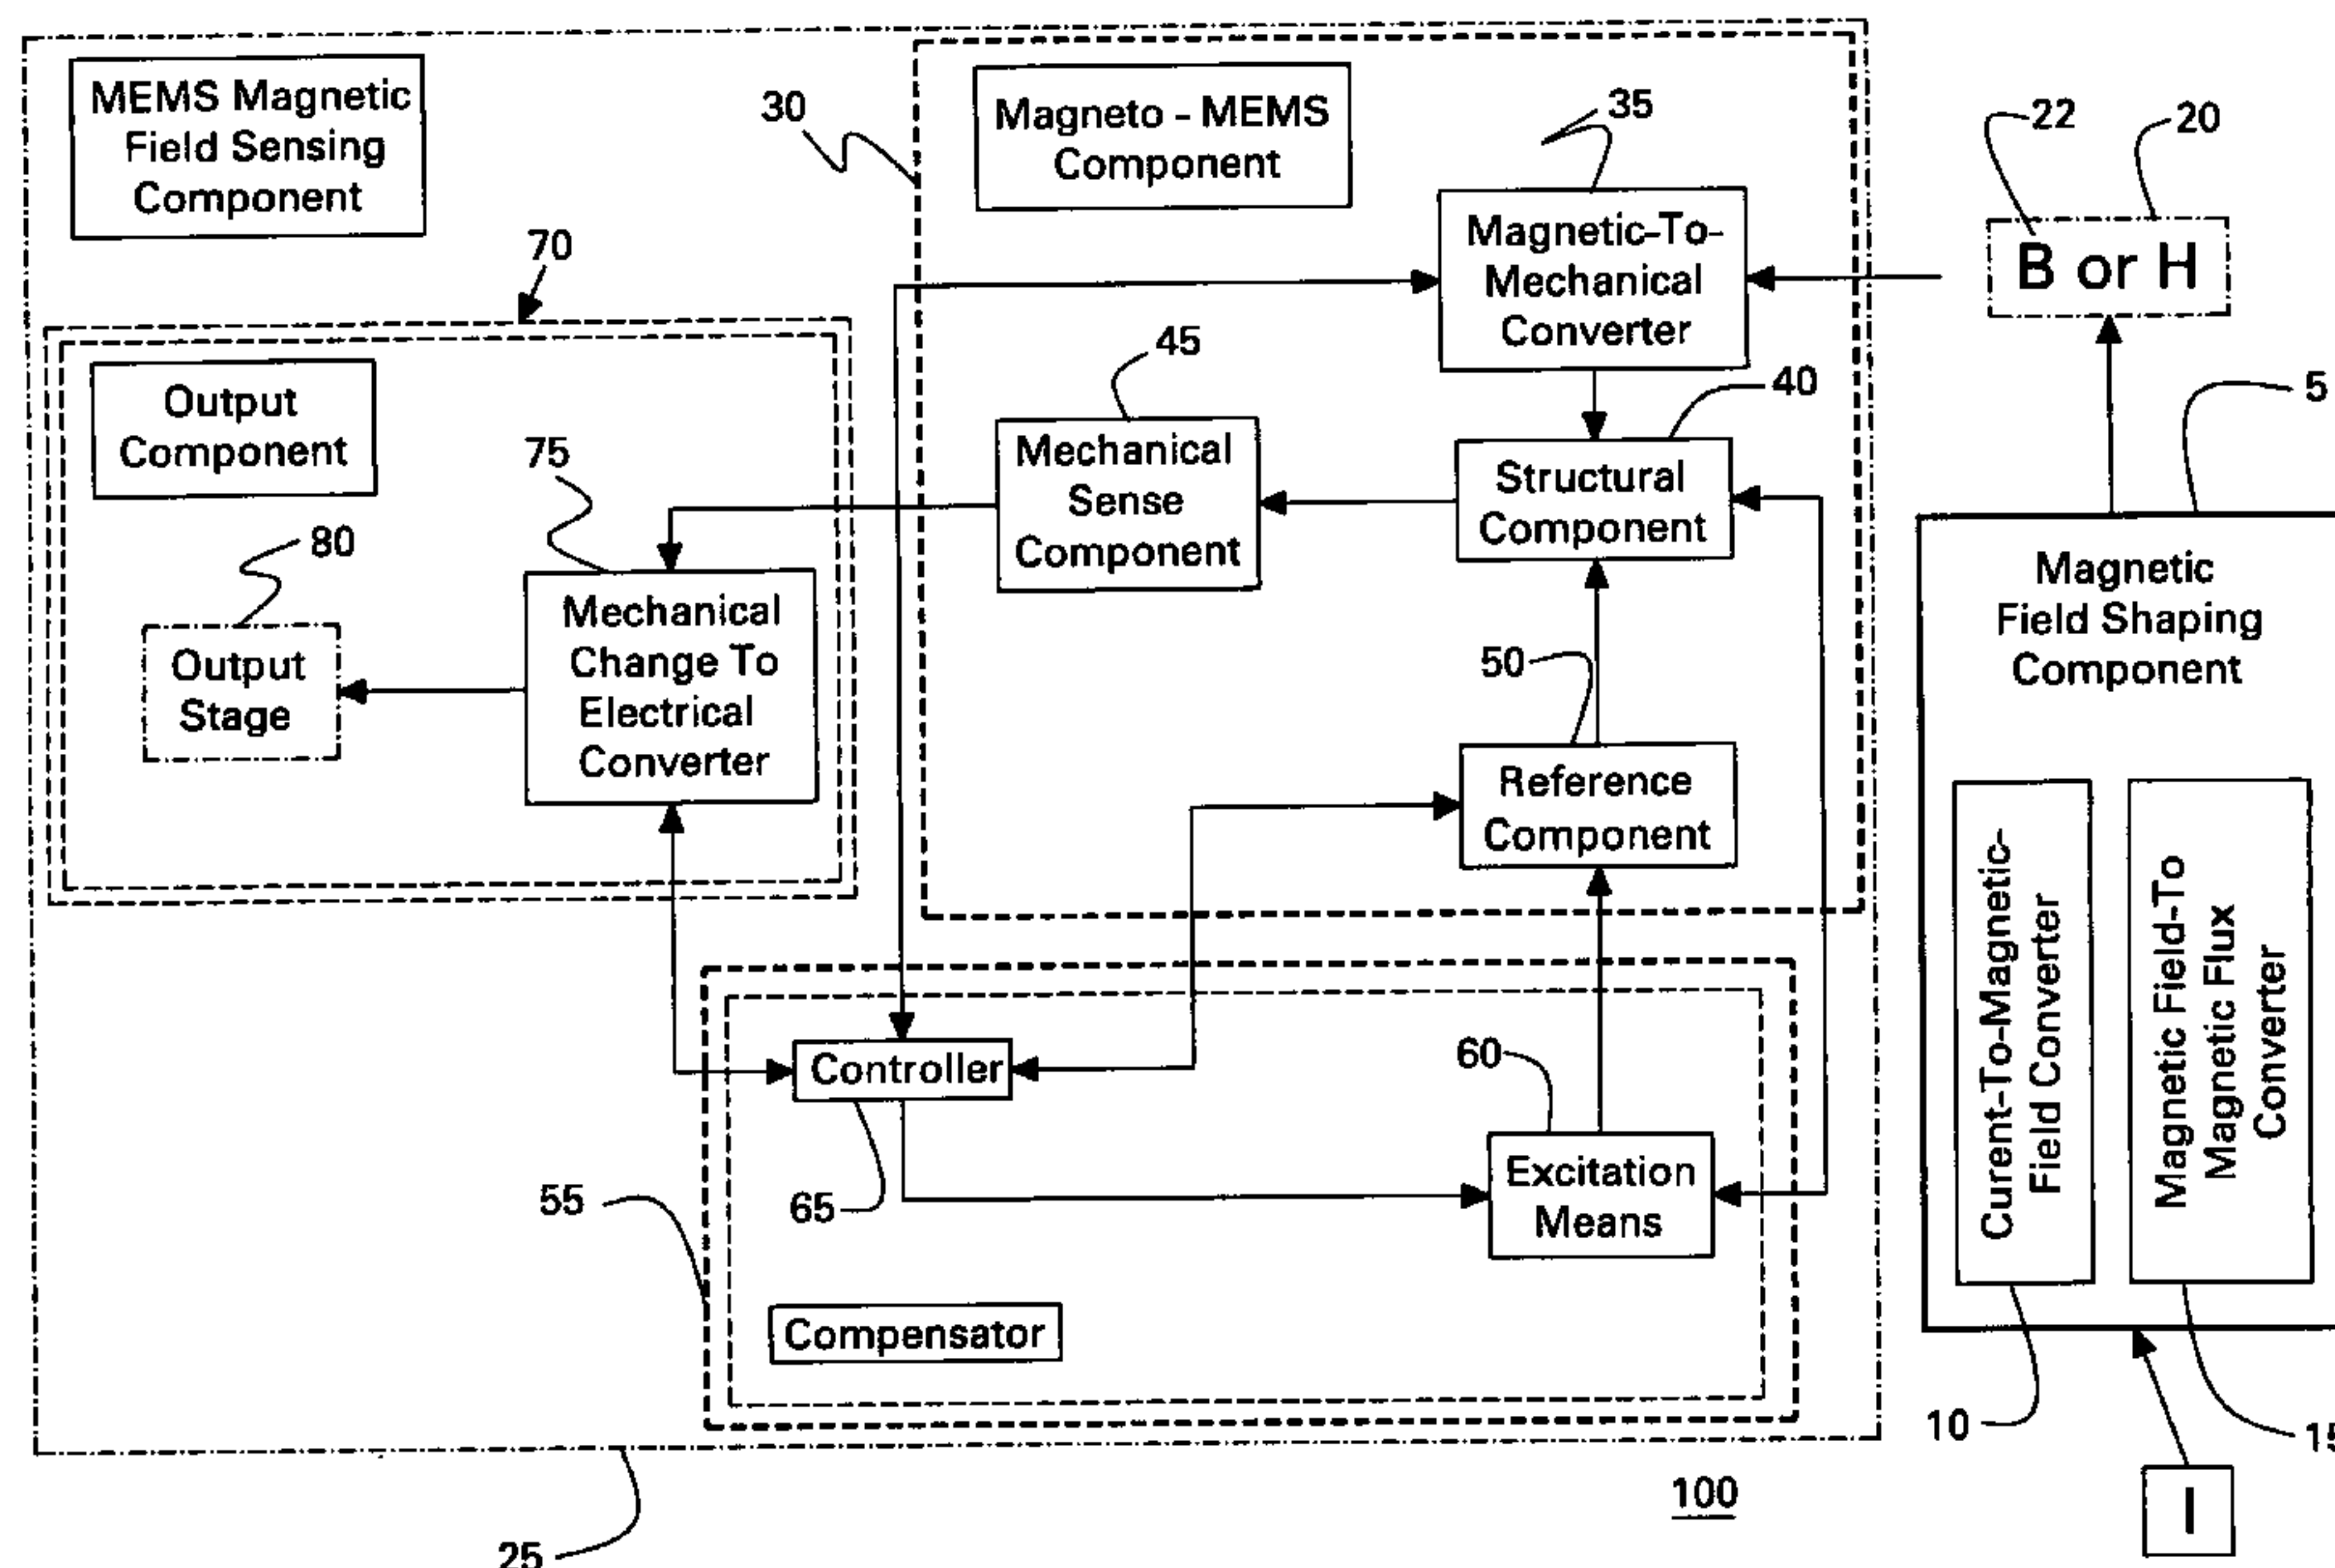 MEMS Magnetic
Field Sensing
Component
30
Magneto - MEMS
Component
35
22
20
B or H
70
Magnetic-To-
Mechanical
Converter
45
40
5
Output
Component
75
Mechanical
Sense
Component
Structural
Component
80
Output
Stage
Mechanical
Change To
Electrical
Converter
50
Magnetic
Field Shaping
Component
Reference
Component
Curent-To-Magnetic-
Field Converter
Magnetic Field-To
Magnetic Flux
Converter
Controller
60
Excitation
Means
55
65
Compensator
10
15
100
I
25